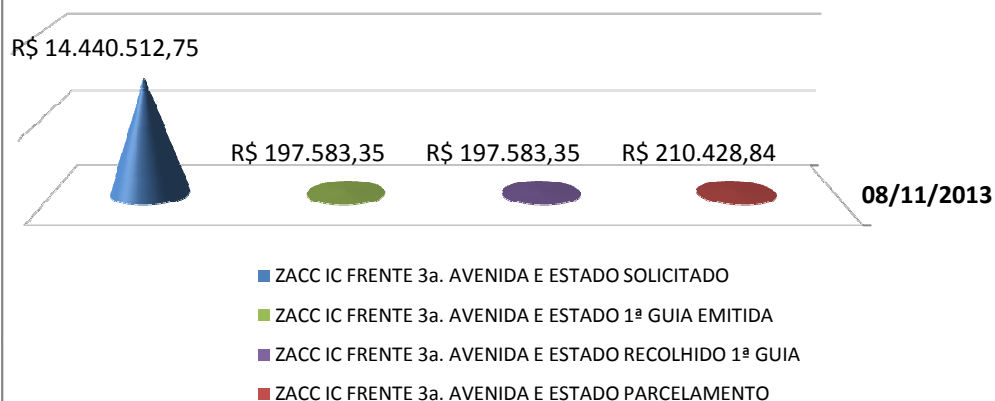 R$ 14.440.512,75
R$ 197.583,35 R$ 197.583,35 R$ 210.428,84
08/11/2013
ZACC IC FRENTE 3a. AVENIDA E ESTADO SOLICITADO
ZACC IC FRENTE 3a. AVENIDA E ESTADO 1ª GUIA EMITIDA
ZACC IC FRENTE 3a. AVENIDA E ESTADO RECOLHIDO 1ª GUIA
ZACC IC FRENTE 3a. AVENIDA E ESTADO PARCELAMENTO